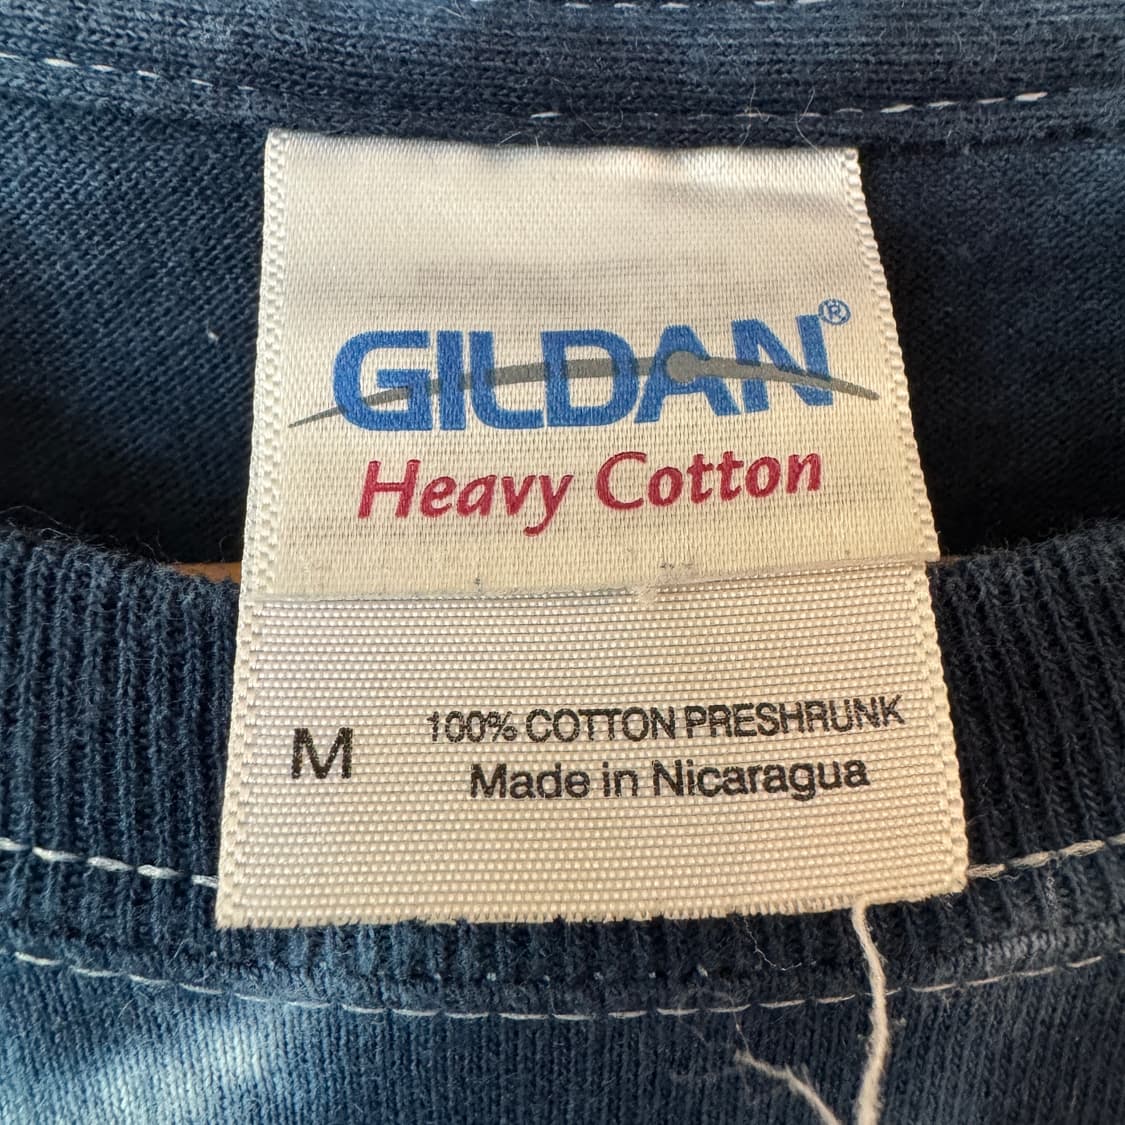 GILDAN®
Heavy Cotton
100% COTTON PRESHRUNK
M
Made in Nicaragua